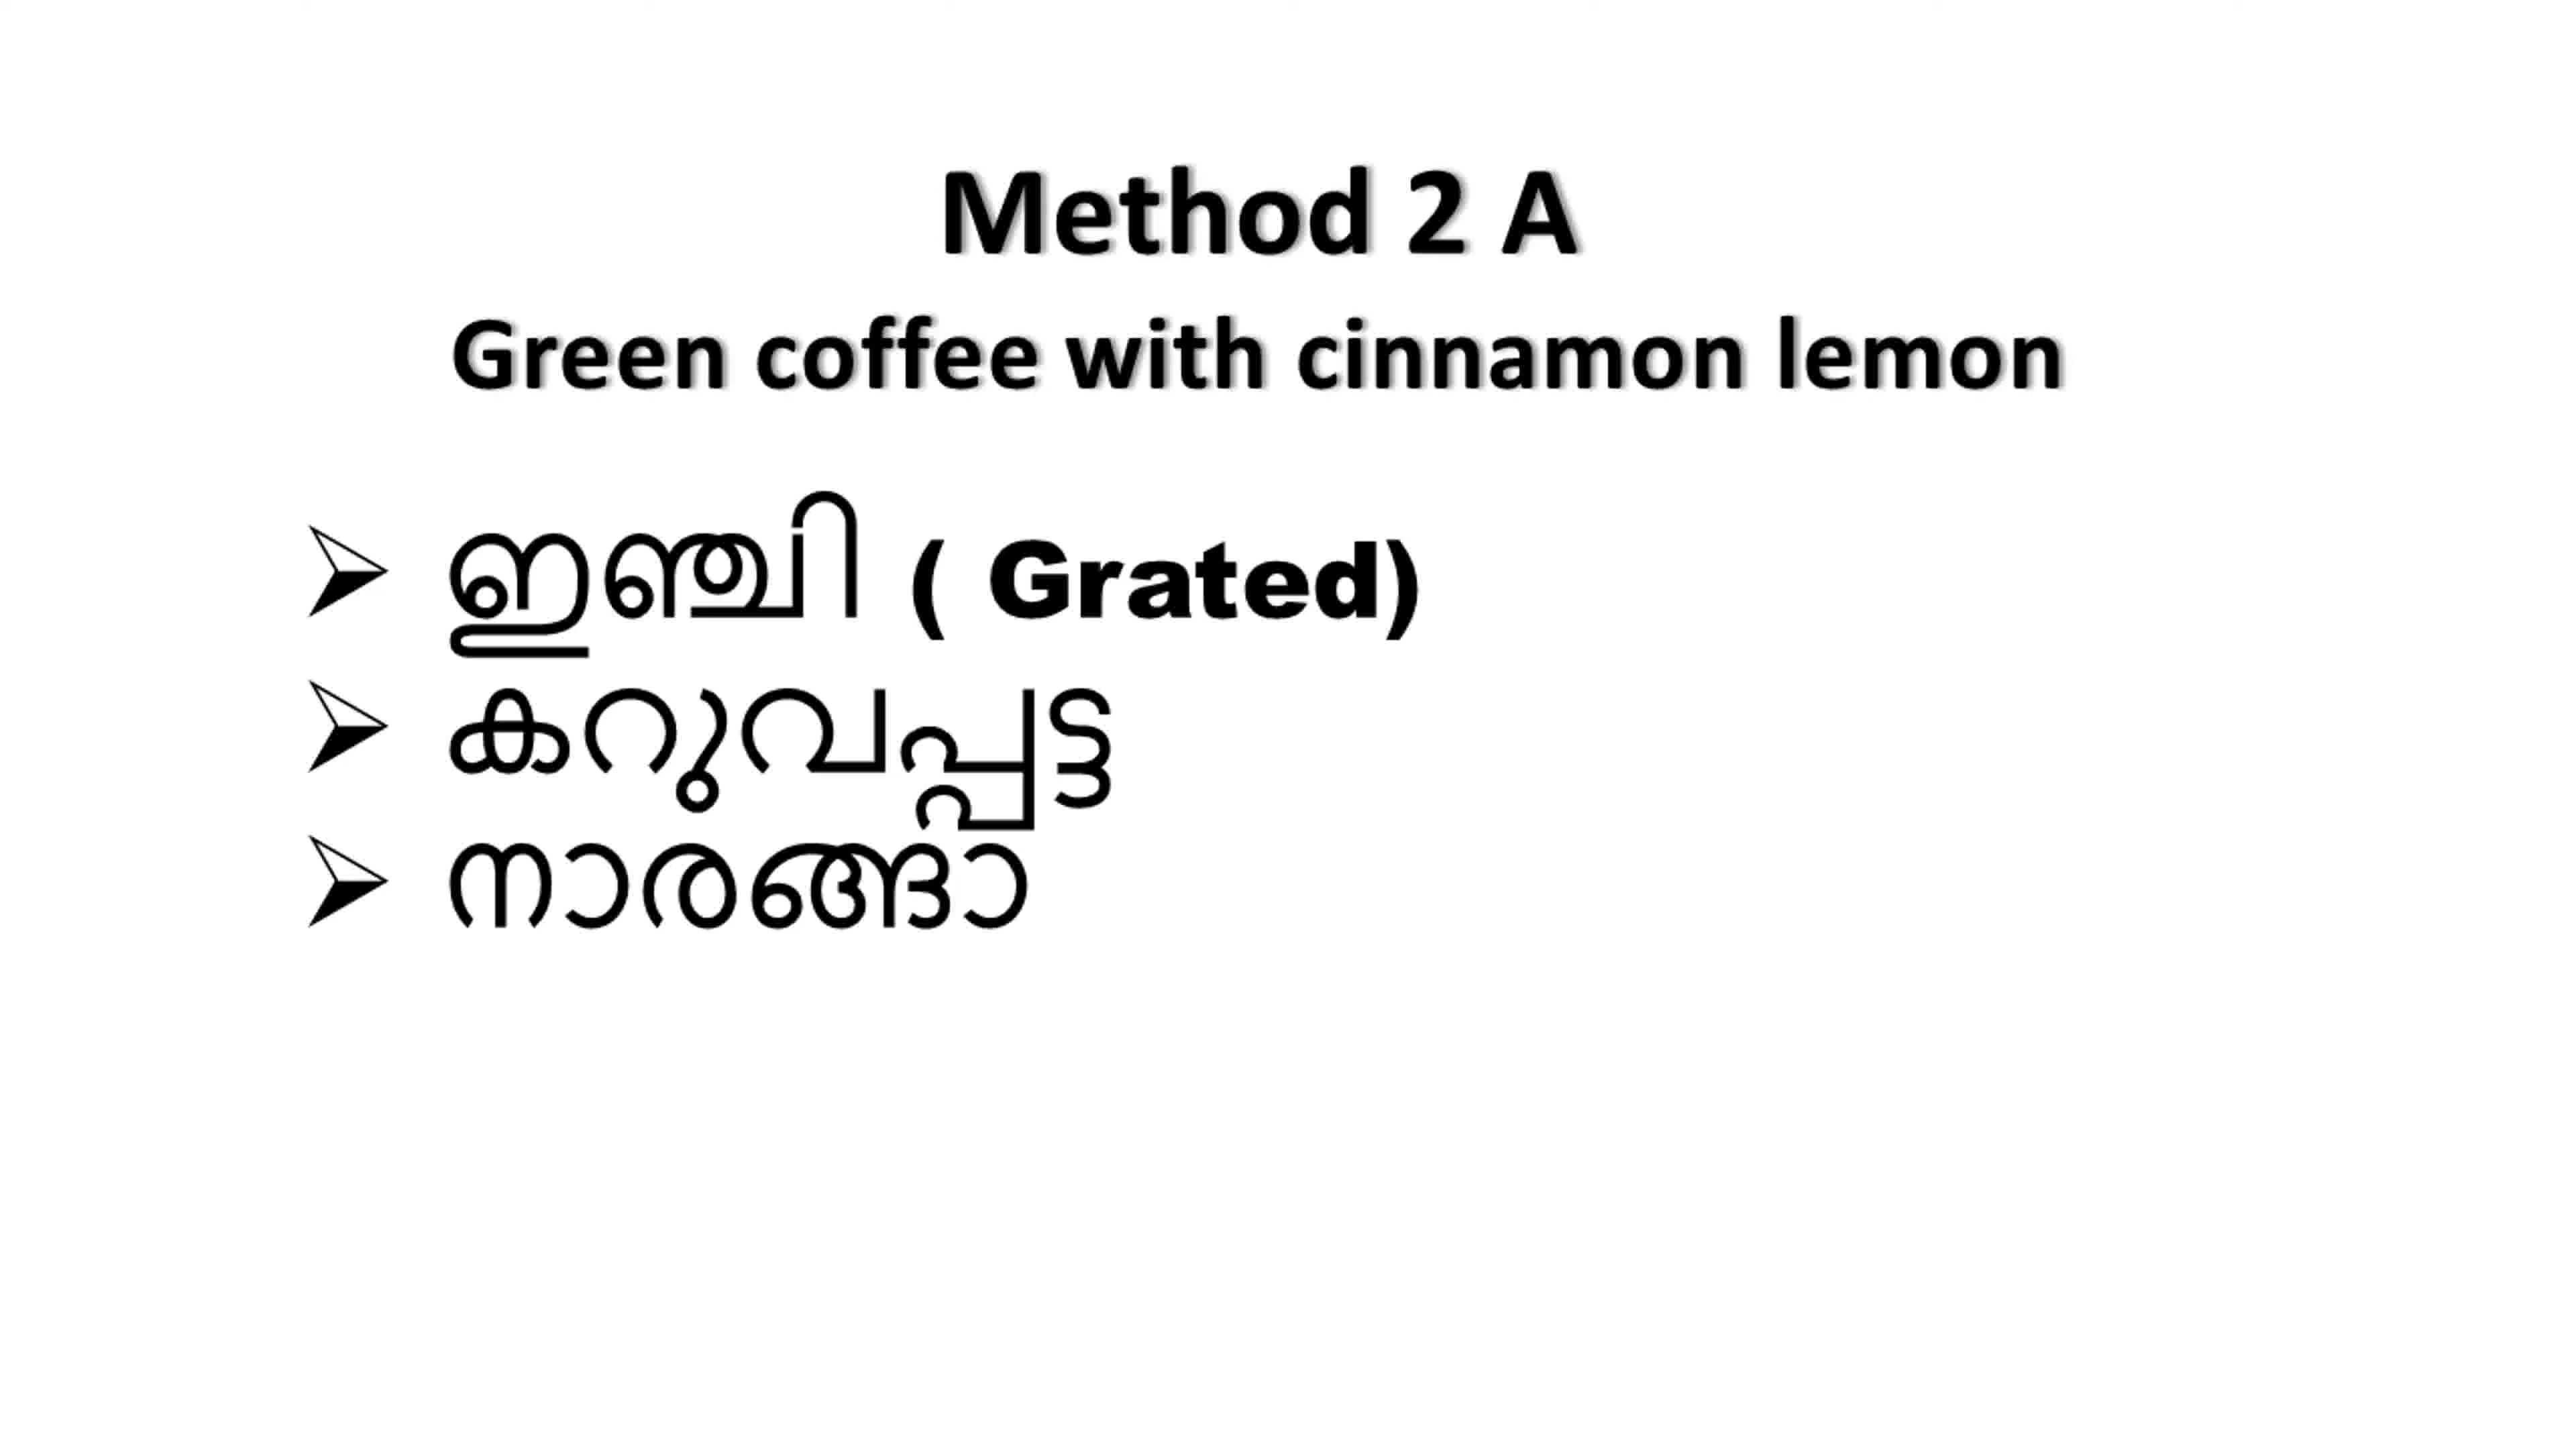 Method 2 A
Green coffee with cinnamon lemon
➢ ഇഞ്ചി ( Grated)
➢ കറുവപ്പട്ട
➢ നാരങ്ങാ